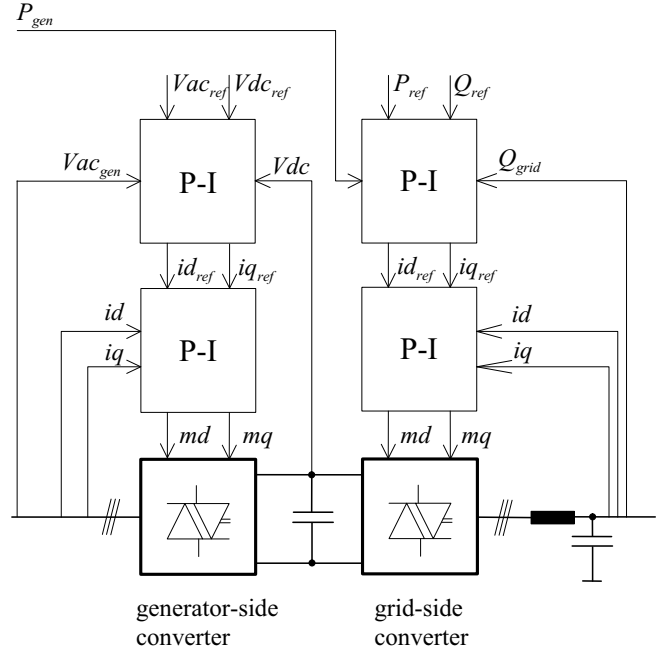 P_gen
Vac_ref Vdc_ref P_ref Q_ref
Vac_gen P-I Vdc P-I Q_grid
id_ref iq_ref id_ref iq_ref
id id
iq P-I P-I iq
md mq md mq
generator-side
converter
grid-side
converter